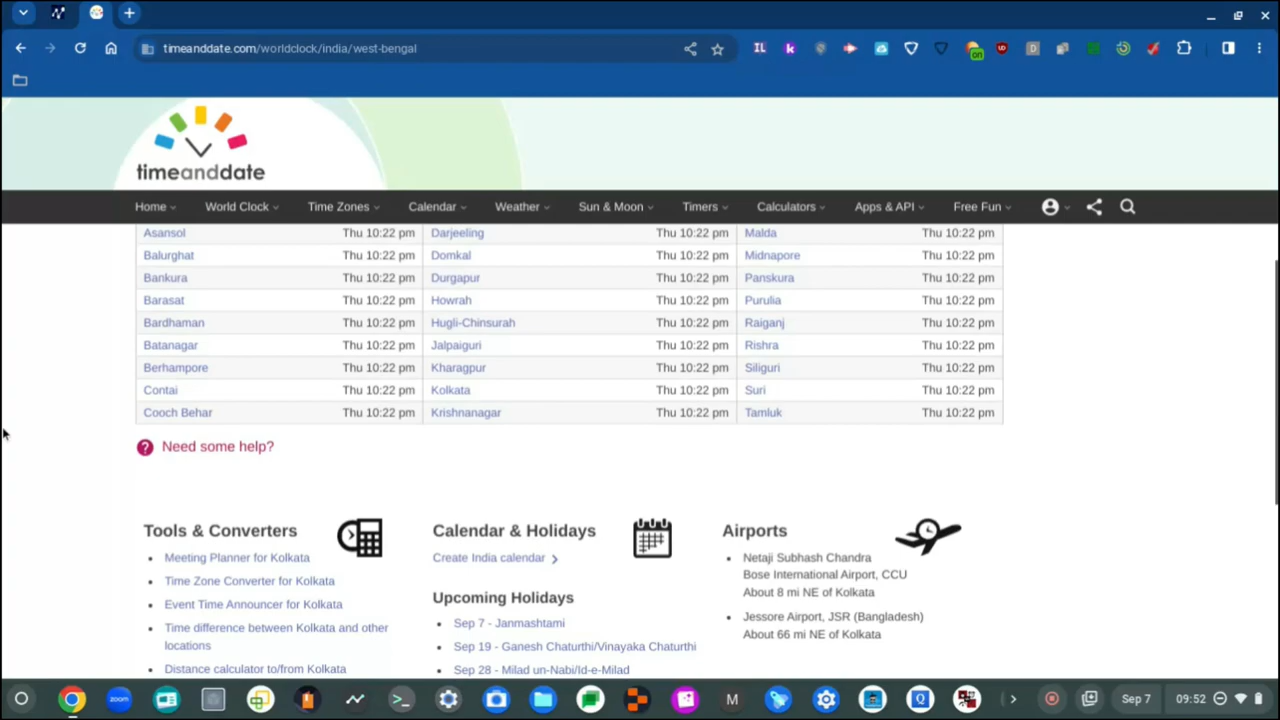 timeanddate.com/worldclock/india/west-bengal
IL k on UD D
timeanddate
Home World Clock Time Zones Calendar Weather Sun & Moon Timers Calculators Apps & API Free Fun
Asansol Thu 10:22 pm Darjeeling Thu 10:22 pm Malda Thu 10:22 pm
Balurghat Thu 10:22 pm Domkal Thu 10:22 pm Midnapore Thu 10:22 pm
Bankura Thu 10:22 pm Durgapur Thu 10:22 pm Panskura Thu 10:22 pm
Barasat Thu 10:22 pm Howrah Thu 10:22 pm Purulia Thu 10:22 pm
Bardhaman Thu 10:22 pm Hugli-Chinsurah Thu 10:22 pm Raiganj Thu 10:22 pm
Batanagar Thu 10:22 pm Jalpaiguri Thu 10:22 pm Rishra Thu 10:22 pm
Berhampore Thu 10:22 pm Kharagpur Thu 10:22 pm Siliguri Thu 10:22 pm
Contai Thu 10:22 pm Kolkata Thu 10:22 pm Suri Thu 10:22 pm
Cooch Behar Thu 10:22 pm Krishnanagar Thu 10:22 pm Tamluk Thu 10:22 pm
? Need some help?
Tools & Converters
Meeting Planner for Kolkata
Time Zone Converter for Kolkata
Event Time Announcer for Kolkata
Time difference between Kolkata and other
locations
Distance calculator to/from Kolkata
Calendar & Holidays
Create India calendar
Upcoming Holidays
Sep 7 - Janmashtami
Sep 19 - Ganesh Chaturthi/Vinayaka Chaturthi
Sep 28 - Milad un-Nabi/Id-e-Milad
Airports
Netaji Subhash Chandra
Bose International Airport, CCU
About 8 mi NE of Kolkata
Jessore Airport, JSR (Bangladesh)
About 66 mi NE of Kolkata
zoom M Q Sep 7 09:52